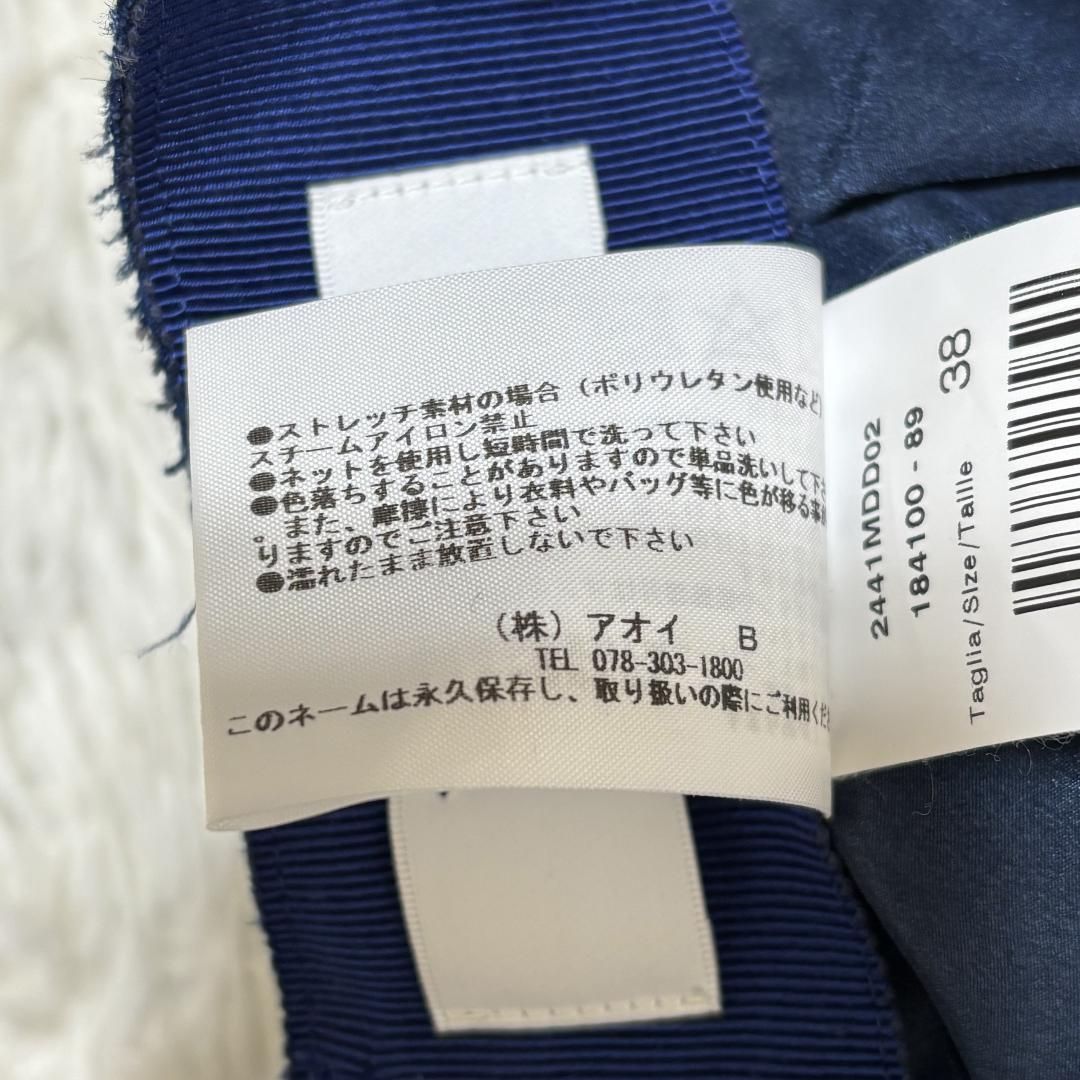 ●ストレッチ素材の場合（ポリウレタン使用など）
スチームアイロン禁止
●ネットを使用し短時間で洗って下さい
●色落ちすることがありますので単品洗いして下さ
。また、摩擦により衣料やバッグ等に色が移る事が
りますのでご注意下さい
●濡れたまま放置しないで下さい
（株）アオイ B
TEL 078-303-1800
このネームは永久保存し、取り扱いの際にご利用くだ
2441MDD02
184100 - 89
Taglia/Size/Taille 38